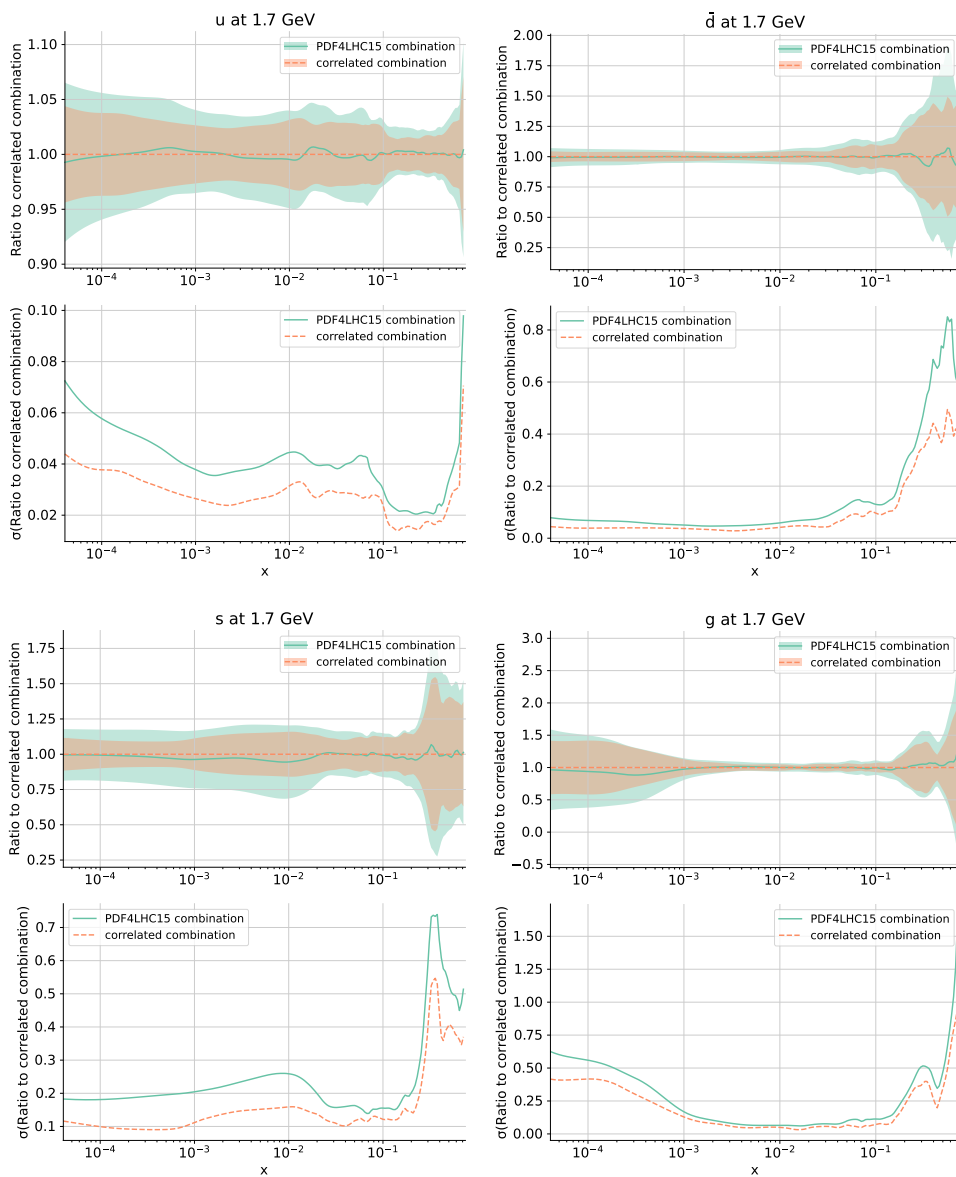 u at 1.7 GeV
Ratio to correlated combination
1.10
1.05
1.00
0.95
0.90
PDF4LHC15 combination
correlated combination
10⁻⁴ 10⁻³ 10⁻² 10⁻¹
d̄ at 1.7 GeV
Ratio to correlated combination
2.00
1.75
1.50
1.25
1.00
0.75
0.50
0.25
PDF4LHC15 combination
correlated combination
10⁻⁴ 10⁻³ 10⁻² 10⁻¹
σ(Ratio to correlated combination)
0.10
0.08
0.06
0.04
0.02
PDF4LHC15 combination
correlated combination
10⁻⁴ 10⁻³ 10⁻² 10⁻¹
x
σ(Ratio to correlated combination)
0.8
0.6
0.4
0.2
0.0
PDF4LHC15 combination
correlated combination
10⁻⁴ 10⁻³ 10⁻² 10⁻¹
x
s at 1.7 GeV
Ratio to correlated combination
1.75
1.50
1.25
1.00
0.75
0.50
0.25
PDF4LHC15 combination
correlated combination
10⁻⁴ 10⁻³ 10⁻² 10⁻¹
g at 1.7 GeV
Ratio to correlated combination
3.0
2.5
2.0
1.5
1.0
0.5
0.0
−0.5
PDF4LHC15 combination
correlated combination
10⁻⁴ 10⁻³ 10⁻² 10⁻¹
σ(Ratio to correlated combination)
0.7
0.6
0.5
0.4
0.3
0.2
0.1
PDF4LHC15 combination
correlated combination
10⁻⁴ 10⁻³ 10⁻² 10⁻¹
x
σ(Ratio to correlated combination)
1.50
1.25
1.00
0.75
0.50
0.25
0.00
PDF4LHC15 combination
correlated combination
10⁻⁴ 10⁻³ 10⁻² 10⁻¹
x